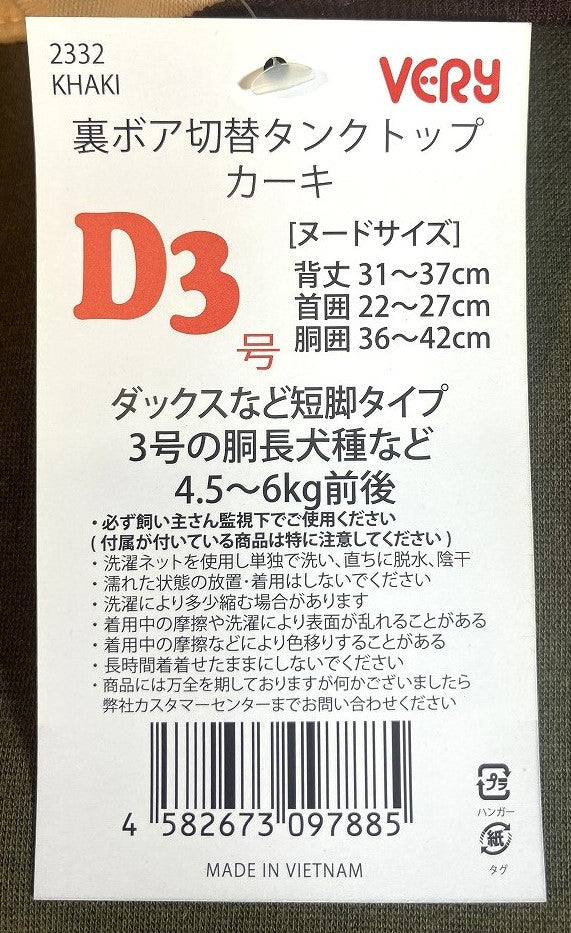 2332
KHAKI
VERY
裏ボア切替タンクトップ
カーキ
D3号
[ヌードサイズ]
背丈 31〜37cm
首囲 22〜27cm
胴囲 36〜42cm
ダックスなど短脚タイプ
3号の胴長犬種など
4.5〜6kg前後
・必ず飼い主さん監視下でご使用ください
( 付属が付いている商品は特に注意してください )
・洗濯ネットを使用し単独で洗い、直ちに脱水、陰干
・濡れた状態の放置・着用はしないでください
・洗濯により多少縮む場合があります
・着用中の摩擦や洗濯により表面が乱れることがある
・着用中の摩擦などにより色移りすることがある
・長時間着着せたままにしないでください
・商品には万全を期しておりますが何かございましたら
弊社カスタマーセンターまでお問い合わせください
4 582673 097885
プラ
ハンガー
紙
タグ
MADE IN VIETNAM